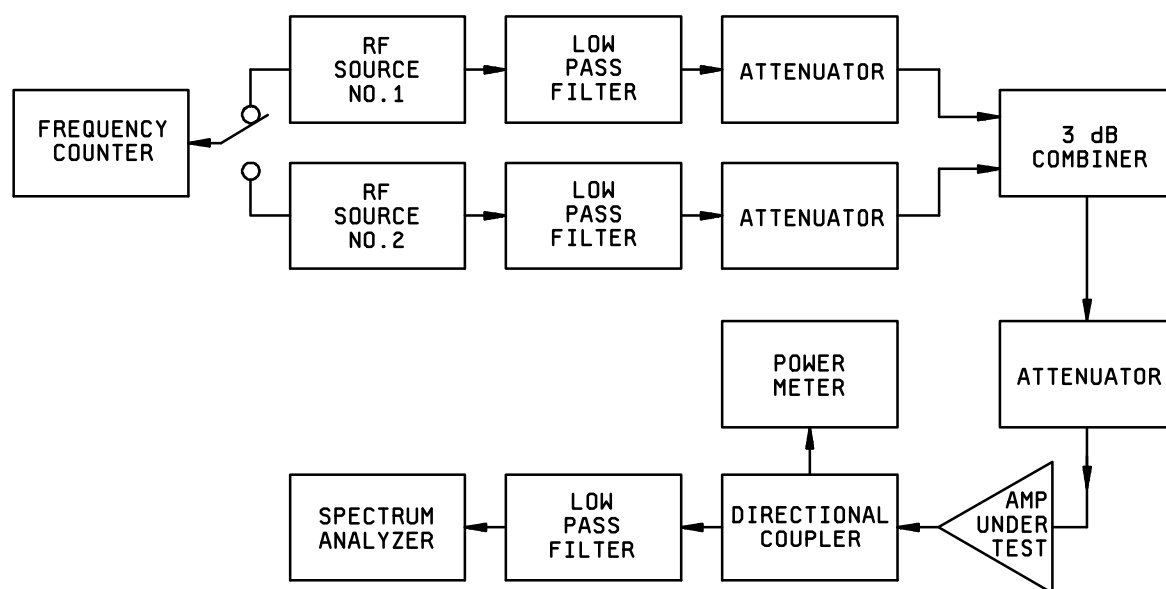 RF
SOURCE
NO.1
LOW
PASS
FILTER
ATTENUATOR
FREQUENCY
COUNTER
3 dB
COMBINER
RF
SOURCE
NO.2
LOW
PASS
FILTER
ATTENUATOR
POWER
METER
ATTENUATOR
SPECTRUM
ANALYZER
LOW
PASS
FILTER
DIRECTIONAL
COUPLER
AMP
UNDER
TEST